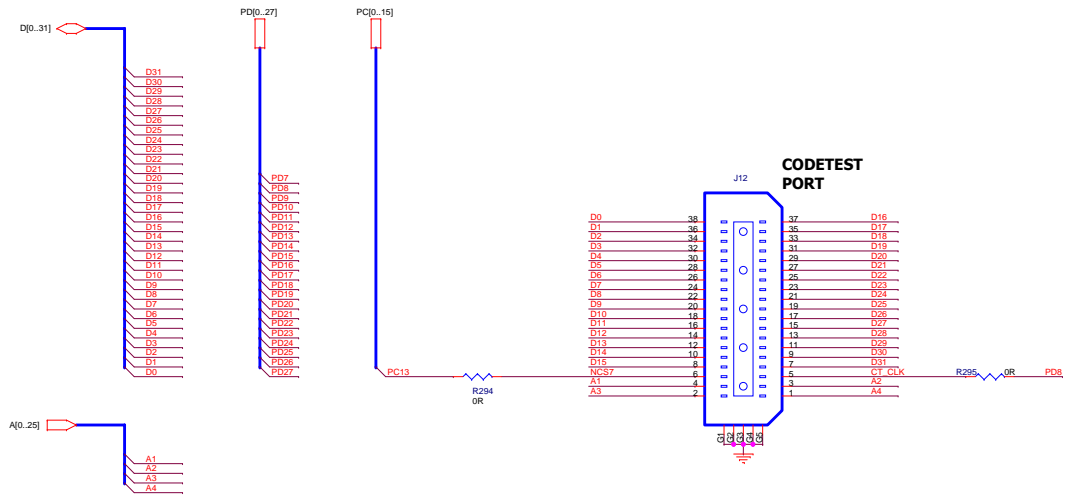 D[0..31]
PD[0..27]
PC[0..15]
D31
D30
D29
D28
D27
D26
D25
D24
D23
D22
D21
D20
D19
D18
D17
D16
D15
D14
D13
D12
D11
D10
D9
D8
D7
D6
D5
D4
D3
D2
D1
D0
PD7
PD8
PD9
PD10
PD11
PD12
PD13
PD14
PD15
PD16
PD17
PD18
PD19
PD20
PD21
PD22
PD23
PD24
PD25
PD26
PD27
PC13
R294
0R
CODETEST
PORT
J12
D0 38 37 D16
D1 36 35 D17
D2 34 33 D18
D3 32 31 D19
D4 30 29 D20
D5 28 27 D21
D6 26 25 D22
D7 24 23 D23
D8 22 21 D24
D9 20 19 D25
D10 18 17 D26
D11 16 15 D27
D12 14 13 D28
D13 12 11 D29
D14 10 9 D30
D15 8 7 D31
NCS7 6 5 CT_CLK
A1 4 3 A2
A3 2 1 A4
R295 0R PD8
G1 G2 G3 G4 G5
A[0..25]
A1
A2
A3
A4